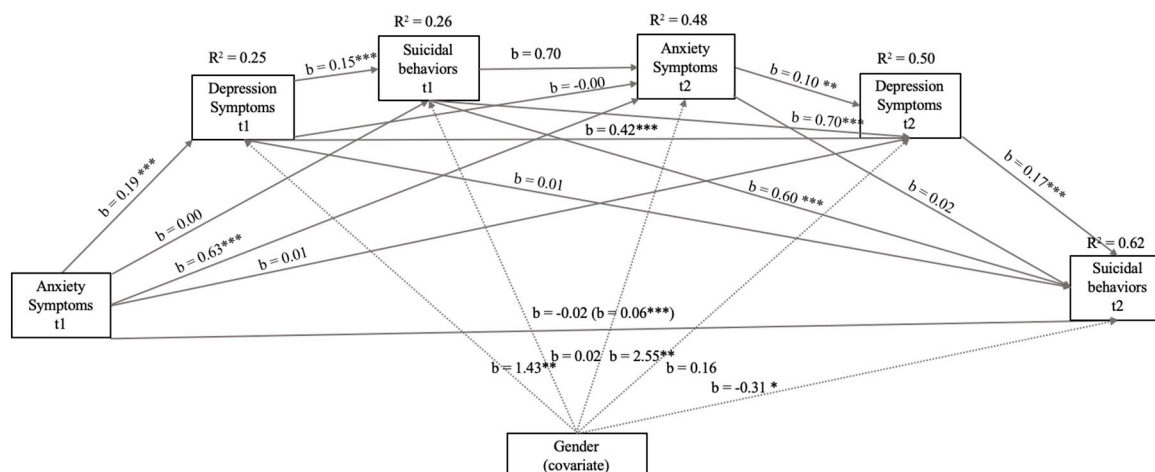 R² = 0.26
R² = 0.48
R² = 0.25
R² = 0.50
Suicidal
behaviors
t1
Anxiety
Symptoms
t2
Depression
Symptoms
t1
Depression
Symptoms
t2
b = 0.15***
b = 0.70
b = -0.00
b = 0.10 **
b = 0.70***
b = 0.42***
b = 0.19 ***
b = 0.01
b = 0.60 ***
b = 0.02
b = 0.17***
b = 0.00
b = 0.63***
b = 0.01
R² = 0.62
Anxiety
Symptoms
t1
Suicidal
behaviors
t2
b = -0.02 (b = 0.06***)
b = 1.43**
b = 0.02
b = 2.55**
b = 0.16
b = -0.31 *
Gender
(covariate)